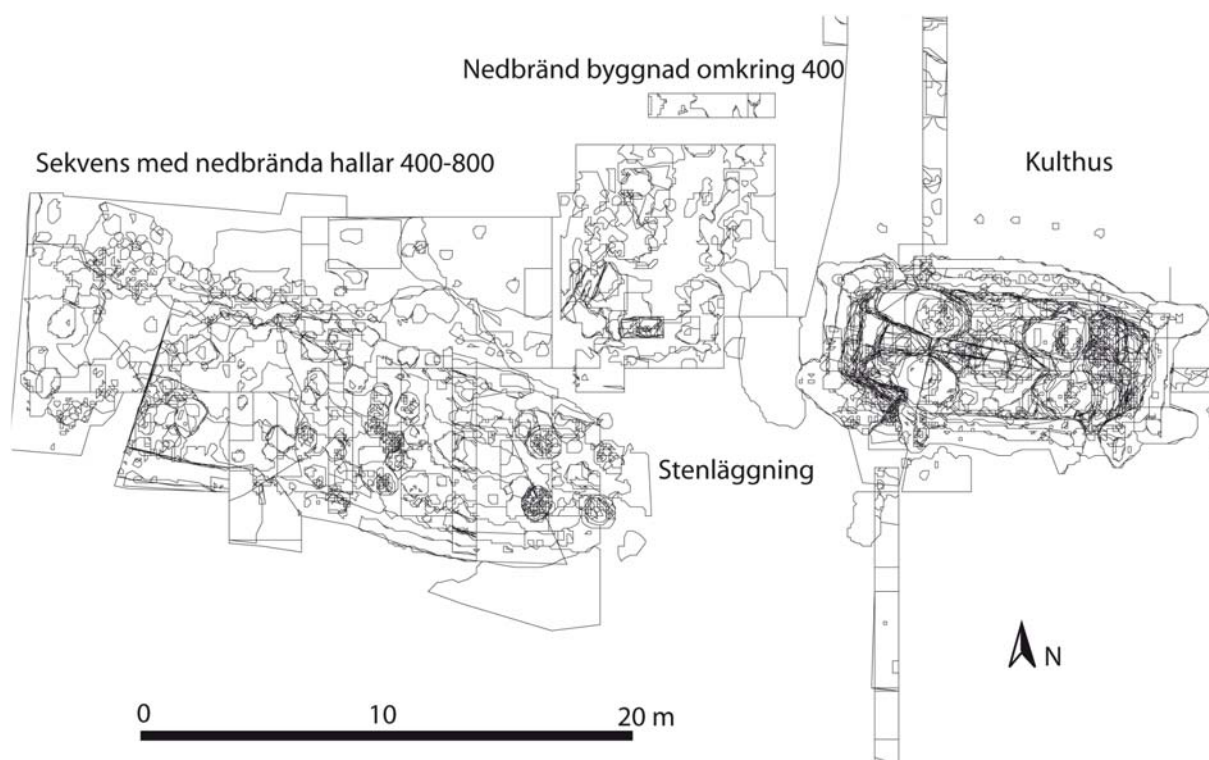 Nedbränd byggnad omkring 400
Sekvens med nedbrända hallar 400-800
Kulthus
Stenläggning
N
0 10 20 m